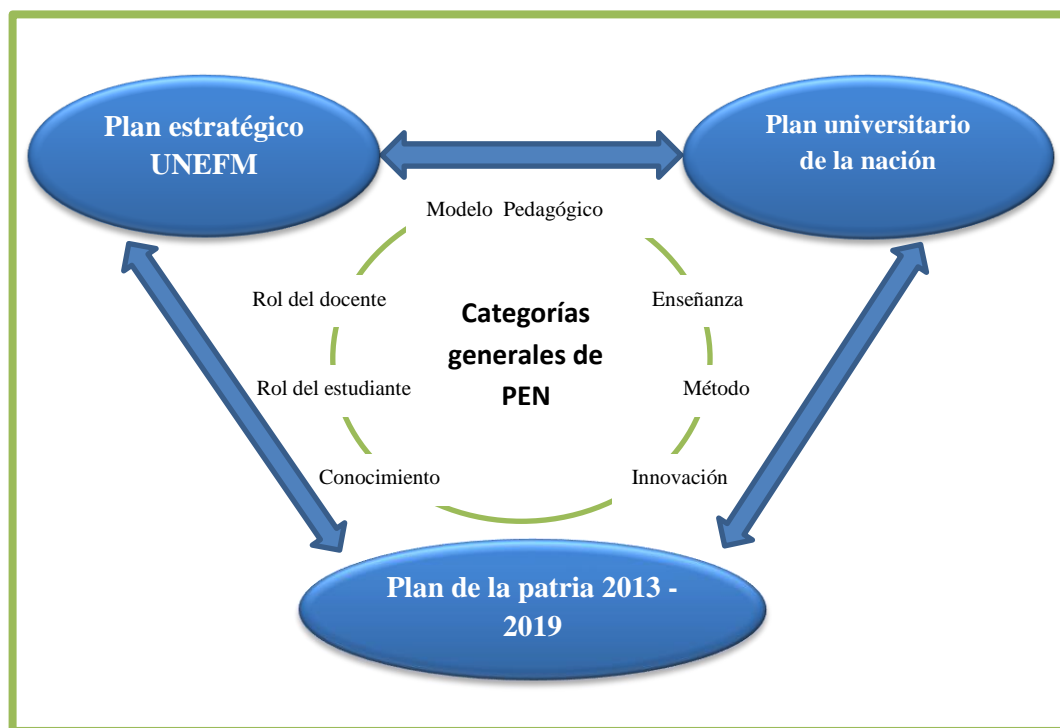 Plan estratégico
UNEFM
Plan universitario
de la nación
Modelo Pedagógico
Rol del docente
Enseñanza
Categorías
generales de
PEN
Rol del estudiante
Método
Conocimiento
Innovación
Plan de la patria 2013 -
2019